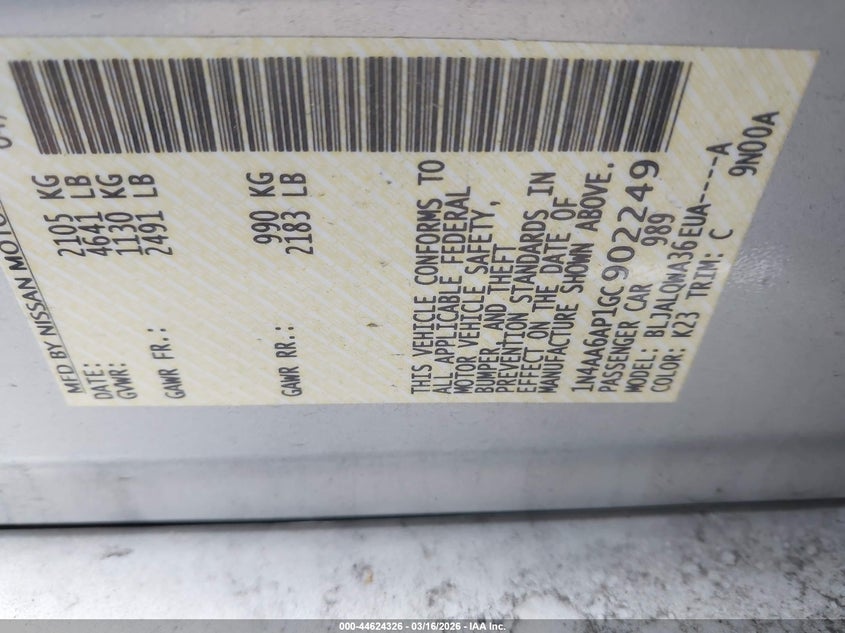 MFD BY NISSAN MOTO
DATE:
GVWR: 2105 KG
4641 LB
GAWR FR.: 1130 KG
2491 LB
GAWR RR.: 990 KG
2183 LB
THIS VEHICLE CONFORMS TO
ALL APPLICABLE FEDERAL
MOTOR VEHICLE SAFETY,
BUMPER, AND THEFT
PREVENTION STANDARDS IN
EFFECT ON THE DATE OF
MANUFACTURE SHOWN ABOVE.
1N4AA6AP1GC902249
PASSENGER CAR 989
MODEL: BLJALQWA36EUA----A
COLOR: K23 TRIM: C 9N00A
000-44624326 - 03/16/2026 - IAA Inc.